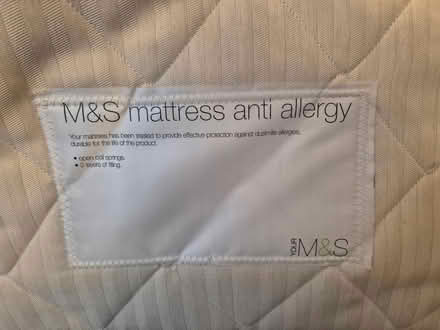 M&S mattress anti allergy
Your mattress has been treated to provide effective protection against dustmite allergies,
durable for the life of the product.
• open coil springs.
• layers of filling.
YOUR M&S